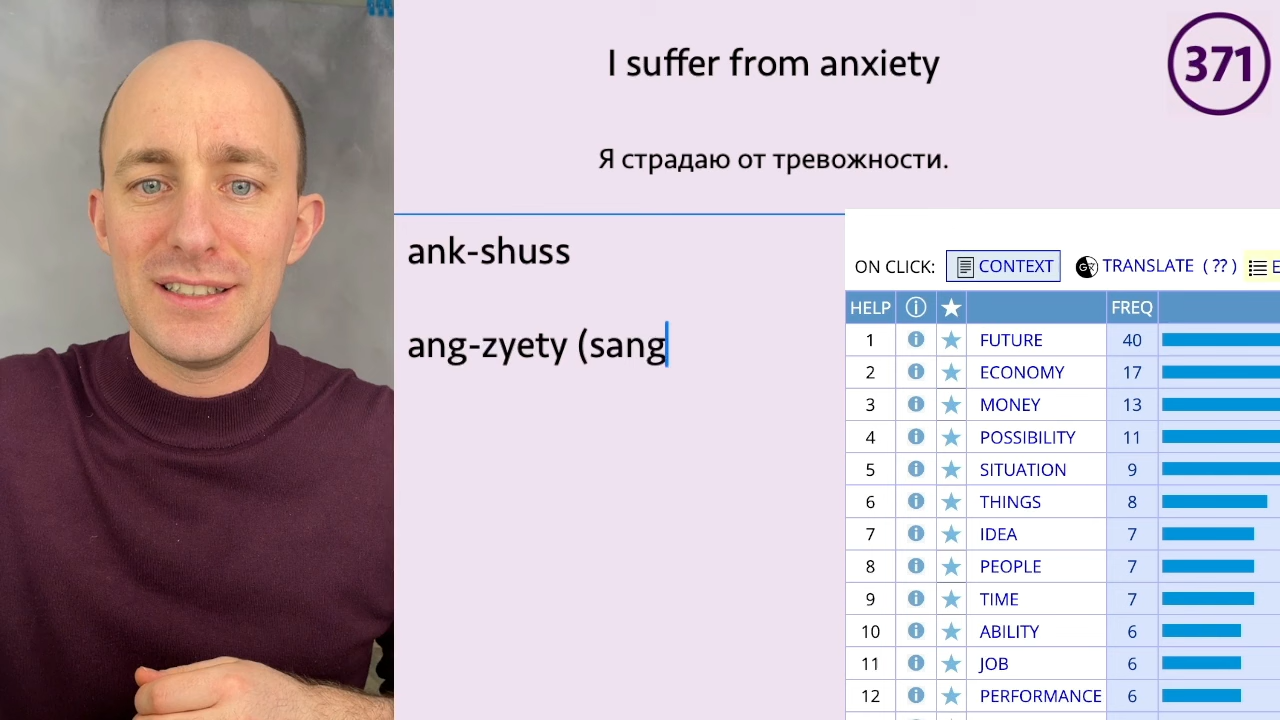 I suffer from anxiety
371
Я страдаю от тревожности.
ank-shuss
ang-zyety (sang
ON CLICK: CONTEXT TRANSLATE ( ?? )
HELP FREQ
1 FUTURE 40
2 ECONOMY 17
3 MONEY 13
4 POSSIBILITY 11
5 SITUATION 9
6 THINGS 8
7 IDEA 7
8 PEOPLE 7
9 TIME 7
10 ABILITY 6
11 JOB 6
12 PERFORMANCE 6